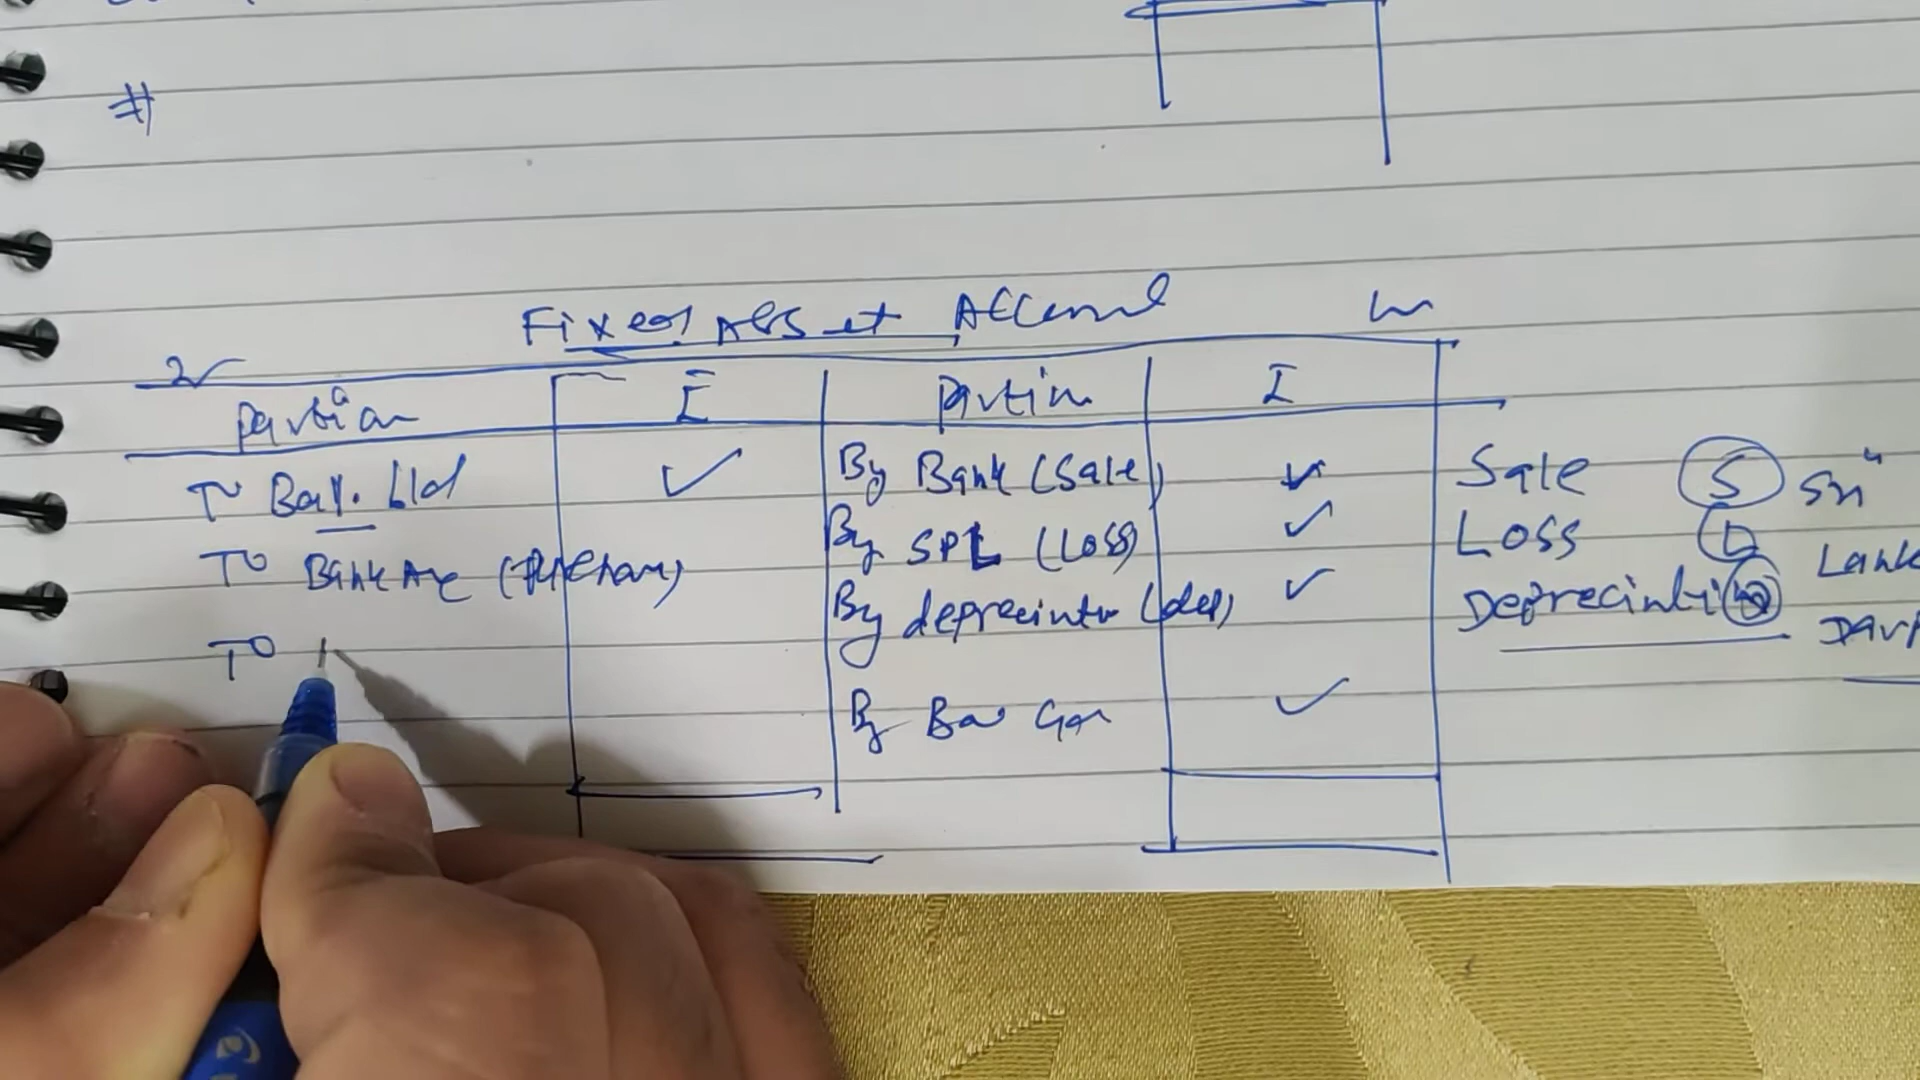 #
Fixed Asset Account
Particular ₹ Particular ₹
To Bal. b/d ✓ By Bank (Sale) ✓
To Bank A/c (Purchase) By SPL (Loss) ✓
By depreciation (dep) ✓
To
By Bal
Sale S
Loss L Lanka
Depreciation D